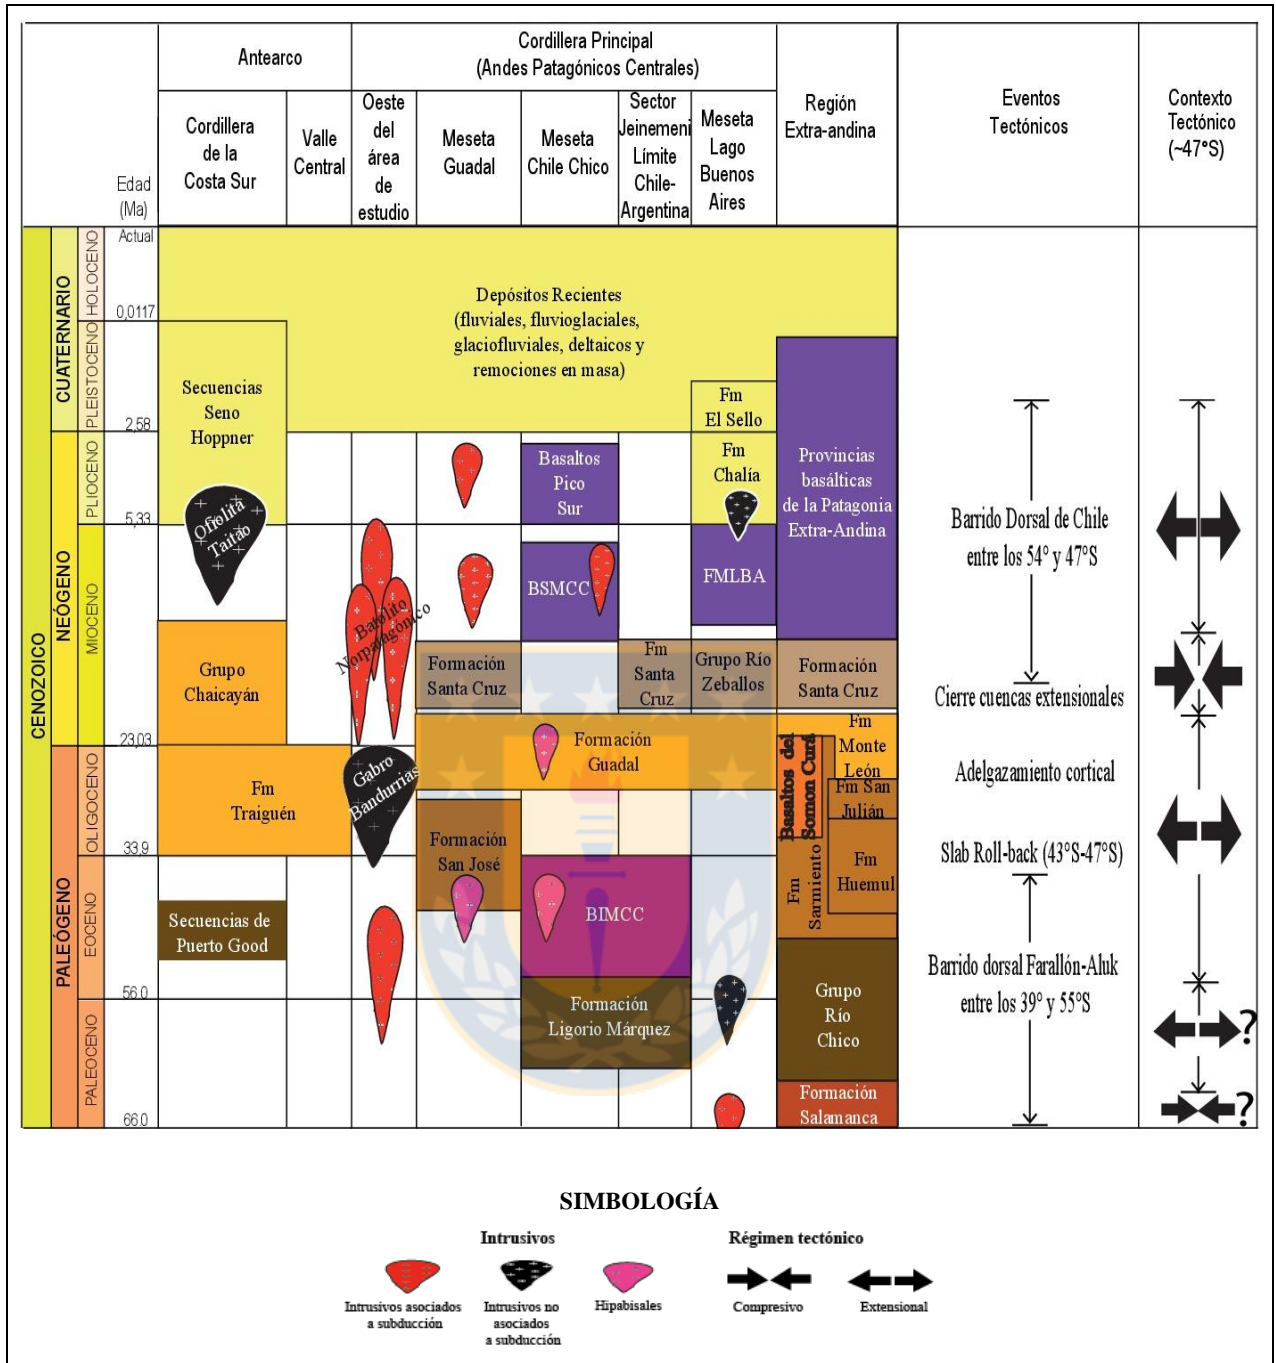 Antearco
Cordillera Principal
(Andes Patagónicos Centrales)
Región
Extra-andina
Eventos
Tectónicos
Contexto
Tectónico
(~47°S)
Edad
(Ma)
Cordillera
de la
Costa Sur
Valle
Central
Oeste
del
área
de
estudio
Meseta
Guadal
Meseta
Chile Chico
Sector
Jeinemeni
Límite
Chile-
Argentina
Meseta
Lago
Buenos
Aires
CENOZOICO
CUATERNARIO
NEÓGENO
PALEÓGENO
HOLOCENO
PLEISTOCENO
PLIOCENO
MIOCENO
OLIGOCENO
EOCENO
PALEOCENO
Actual
0,0117
2,58
5,33
23,03
33,9
56.0
66.0
Depósitos Recientes
(fluviales, fluvioglaciales,
glaciofluviales, deltaicos y
remociones en masa)
Secuencias
Seno
Hoppner
Ofiolita
Taitao
Grupo
Chaicayán
Fm
Traiguén
Secuencias de
Puerto Good
Batolito
Norpatagónico
Gabro
Bandurrias
Formación
Santa Cruz
Formación
Guadal
Formación
San José
Basaltos
Pico
Sur
BSMCC
BIMCC
Formación
Ligorio Márquez
Fm
Santa
Cruz
Fm
El Sello
Fm
Chalía
FMLBA
Grupo Río
Zeballos
Provincias
basálticas
de la Patagonia
Extra-Andina
Formación
Santa Cruz
Fm
Monte
León
Basaltos del
Somon Curá
Fm San
Julián
Fm
Sarmiento
Fm
Huemul
Grupo
Río
Chico
Formación
Salamanca
Barrido Dorsal de Chile
entre los 54° y 47°S
Cierre cuencas extensionales
Adelgazamiento cortical
Slab Roll-back (43°S-47°S)
Barrido dorsal Farallón-Aluk
entre los 39° y 55°S
?
?
SIMBOLOGÍA
Intrusivos
Régimen tectónico
Intrusivos asociados
a subducción
Intrusivos no
asociados
a subducción
Hipabisales
Compresivo
Extensional